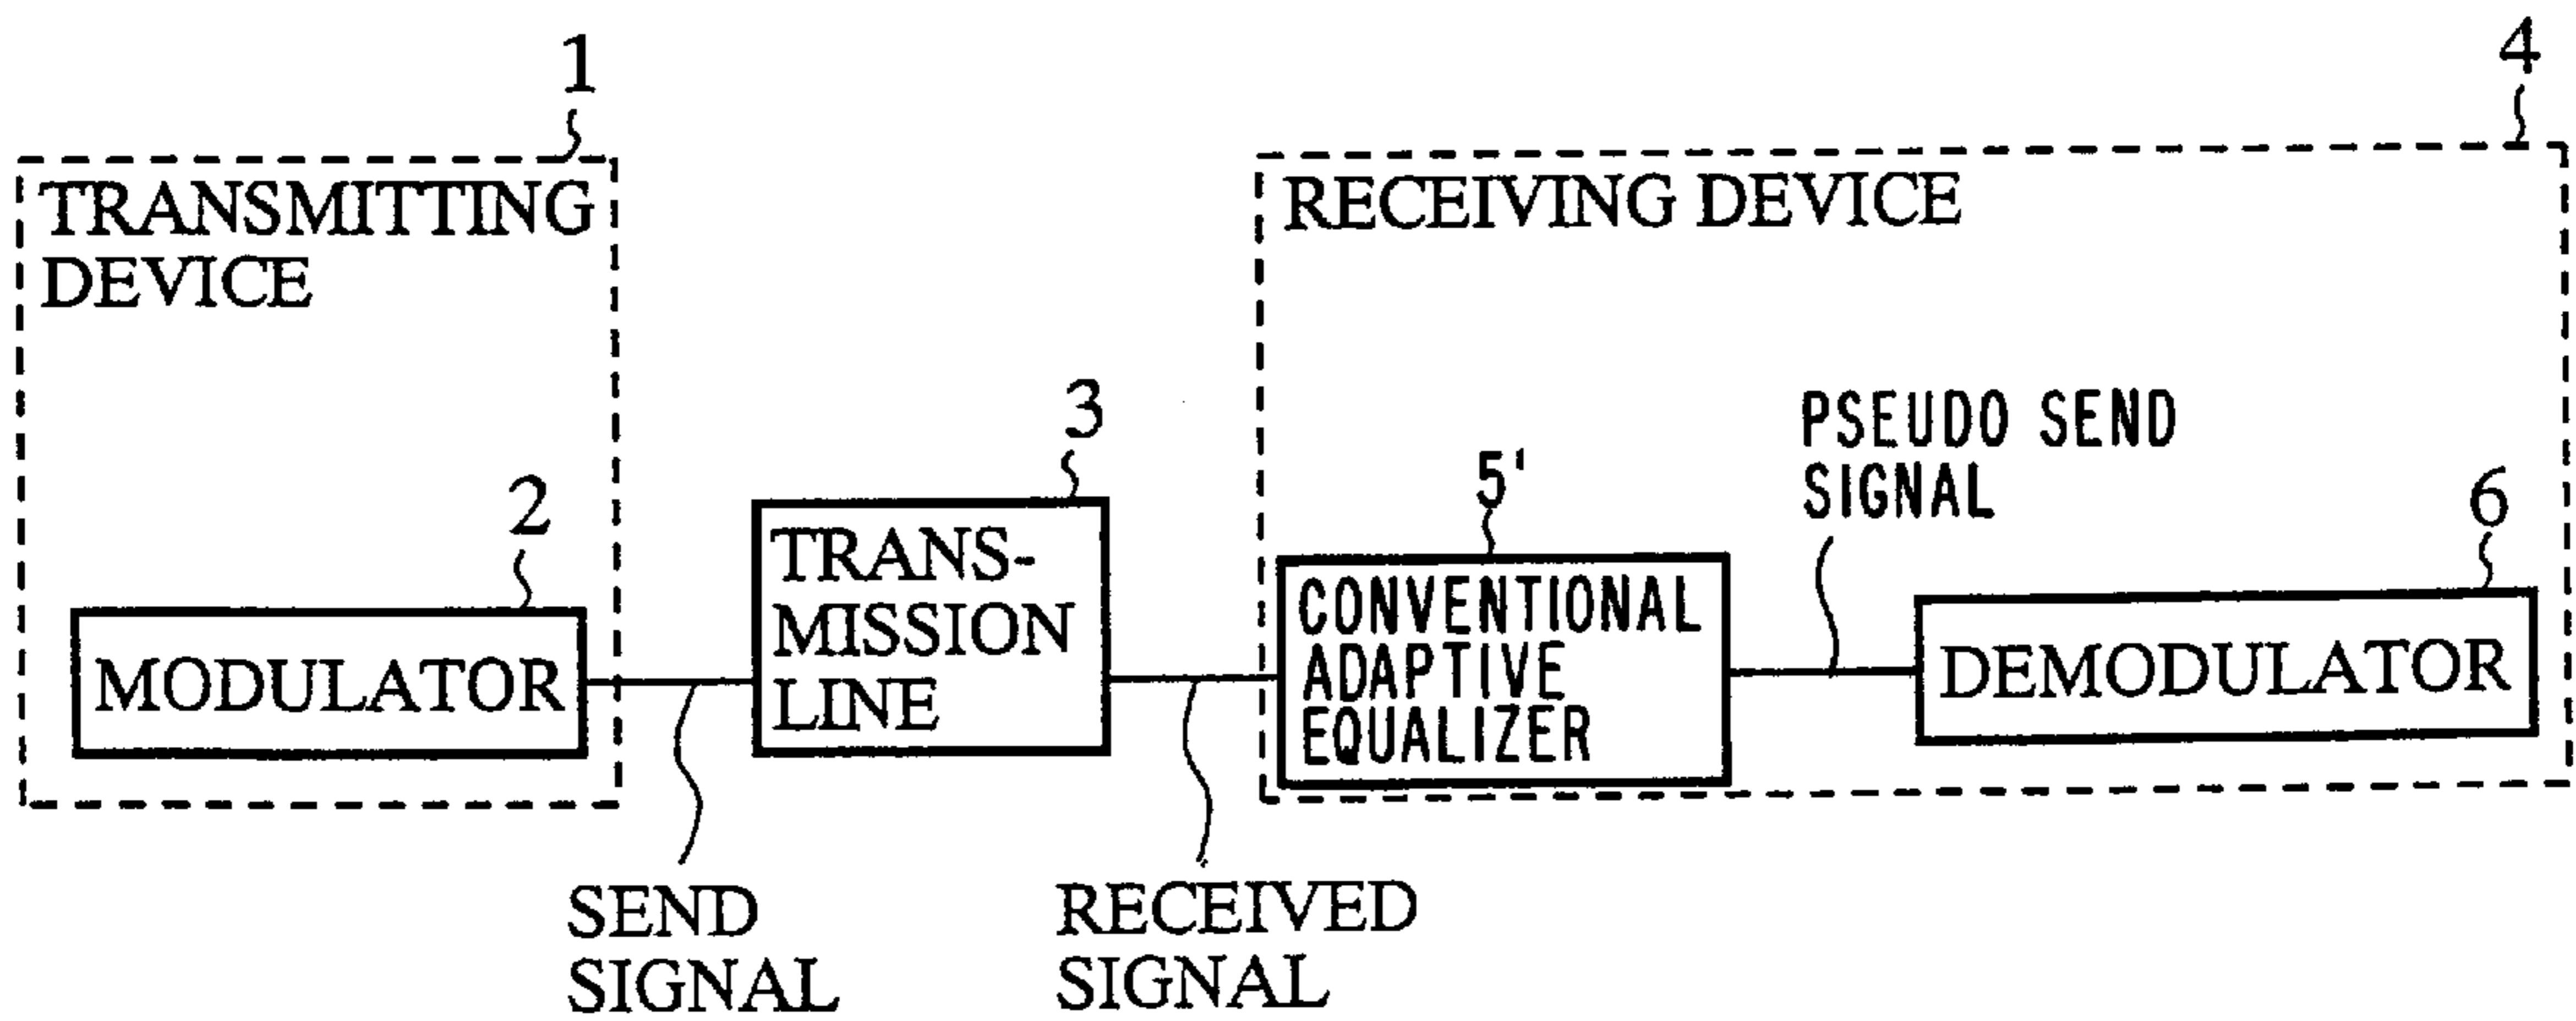 1
4
TRANSMITTING
DEVICE
RECEIVING DEVICE
3
PSEUDO SEND
SIGNAL
2
5'
6
TRANS-
MISSION
LINE
MODULATOR
CONVENTIONAL
ADAPTIVE
EQUALIZER
DEMODULATOR
SEND
SIGNAL
RECEIVED
SIGNAL